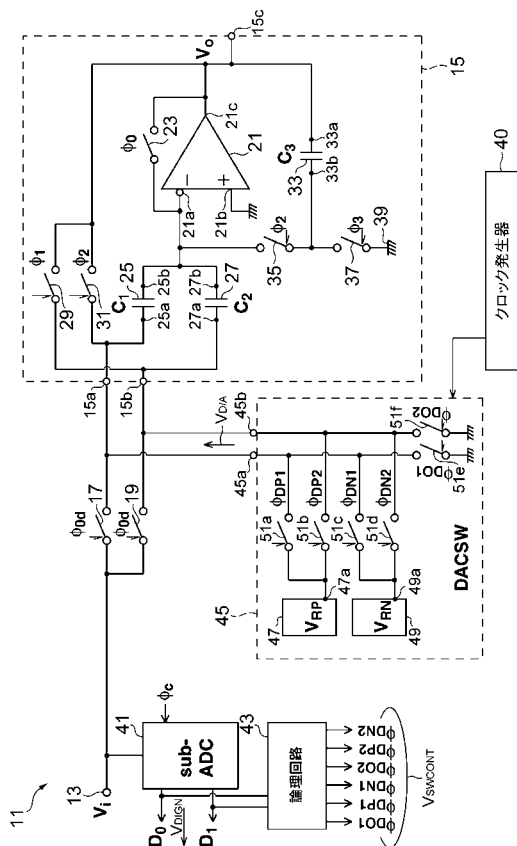 11
13
Vi
ϕ0d
17
ϕ0d
19
15a
15b
ϕ1
29
ϕ2
31
C1
25
25a
25b
27a
27b
27
C2
ϕ0
23
21a
21b
21c
21
Vo
15c
C3
33
33a
33b
ϕ2
35
ϕ3
37
39
15
41
sub-
ADC
ϕc
D0
D1
VDIGN
43
論理回路
ϕDO1
ϕDP1
ϕDN1
ϕDO2
ϕDP2
ϕDN2
VSWCONT
45
45a
45b
VD/A
47
VRP
47a
49
VRN
49a
51a
51b
51c
51d
ϕDP1
ϕDP2
ϕDN1
ϕDN2
51f
ϕDO2
ϕDO1
51e
DACSW
40
クロック発生器